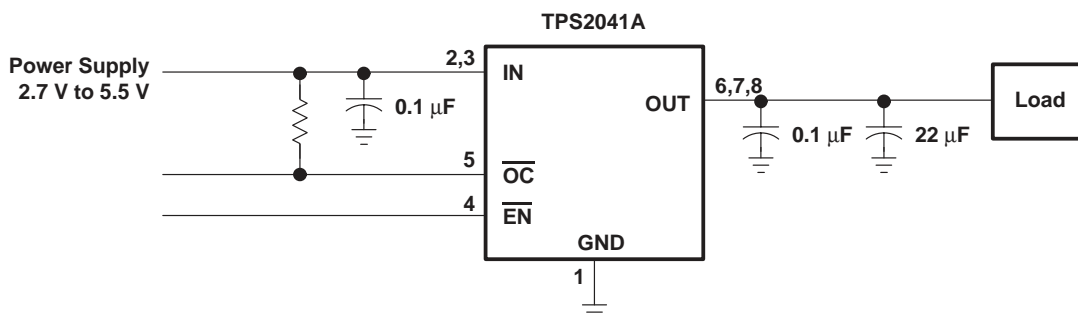 TPS2041A
Power Supply
2.7 V to 5.5 V
2,3
IN
0.1 μF
5
OC
4
EN
GND
1
OUT
6,7,8
0.1 μF
22 μF
Load